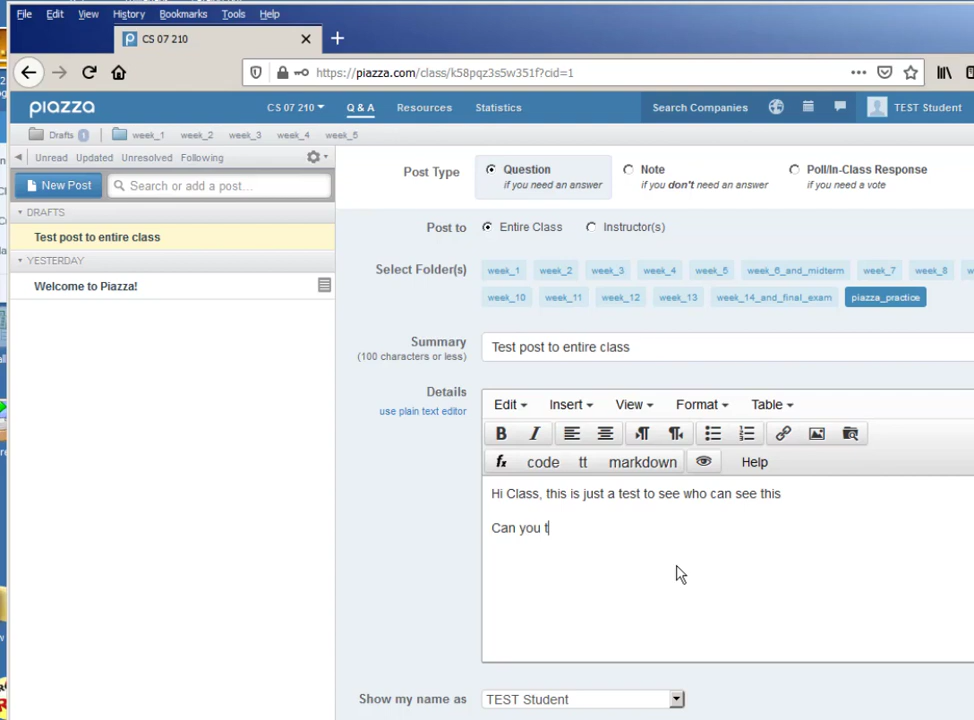 File Edit View History Bookmarks Tools Help
CS 07 210
https://piazza.com/class/k58pqz3s5w351f?cid=1
piazza CS 07 210 Q & A Resources Statistics Search Companies TEST Student
Drafts 1 week_1 week_2 week_3 week_4 week_5
Unread Updated Unresolved Following
New Post Search or add a post...
DRAFTS
Test post to entire class
YESTERDAY
Welcome to Piazza!
Post Type
Question
if you need an answer
Note
if you don't need an answer
Poll/In-Class Response
if you need a vote
Post to Entire Class Instructor(s)
Select Folder(s) week_1 week_2 week_3 week_4 week_5 week_6_and_midterm week_7 week_8
week_10 week_11 week_12 week_13 week_14_and_final_exam piazza_practice
Summary
(100 characters or less)
Test post to entire class
Details
use plain text editor
Edit Insert View Format Table
B I
fx code tt markdown Help
Hi Class, this is just a test to see who can see this
Can you t
Show my name as TEST Student